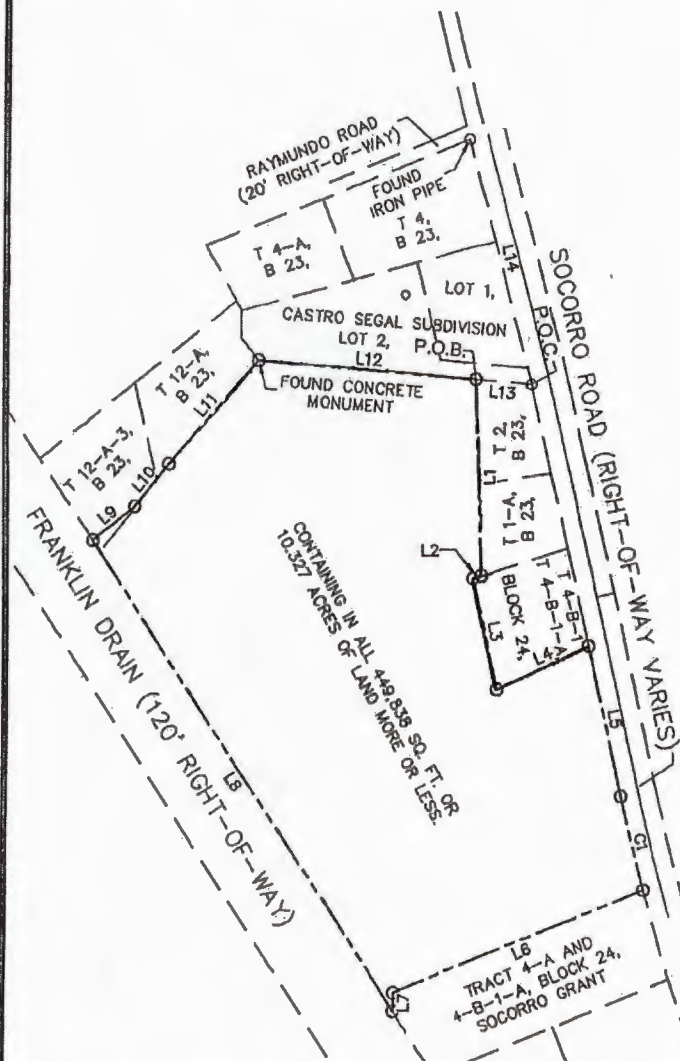 RAYMUNDO ROAD
(20' RIGHT-OF-WAY)
FOUND
IRON PIPE
T 4,
B 23,
T 4-A,
B 23,
L14
SOCORRO ROAD (RIGHT-OF-WAY VARIES)
LOT 1,
P.O.C.
CASTRO SEGAL SUBDIVISION
LOT 2,
P.O.B.
L12
L13
FOUND CONCRETE
MONUMENT
T 12-A,
B 23,
L11
T 12-A-3,
B 23,
L10
L9
T 2,
B 23,
L1
T 1-A,
B 23,
L2
T 4-B-1
T 4-B-1-A,
BLOCK 24,
L3
L4
L5
C1
CONTAINING IN ALL 449,838 SQ. FT. OR
10.327 ACRES OF LAND MORE OR LESS.
FRANKLIN DRAIN (120' RIGHT-OF-WAY)
L8
L6
L7
TRACT 4-A AND
4-B-1-A, BLOCK 24,
SOCORRO GRANT